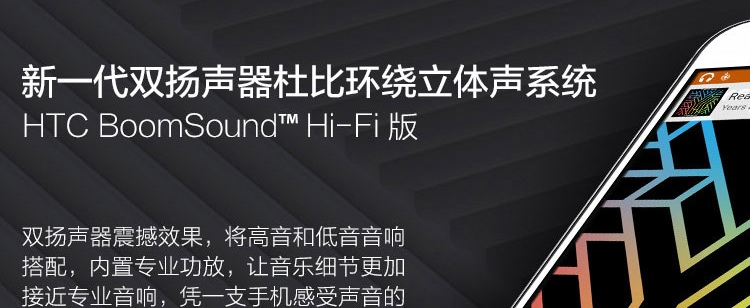 新一代双扬声器杜比环绕立体声系统
HTC BoomSound™ Hi-Fi 版
双扬声器震撼效果，将高音和低音音响
搭配，内置专业功放，让音乐细节更加
接近专业音响，凭一支手机感受声音的
Rea
Years